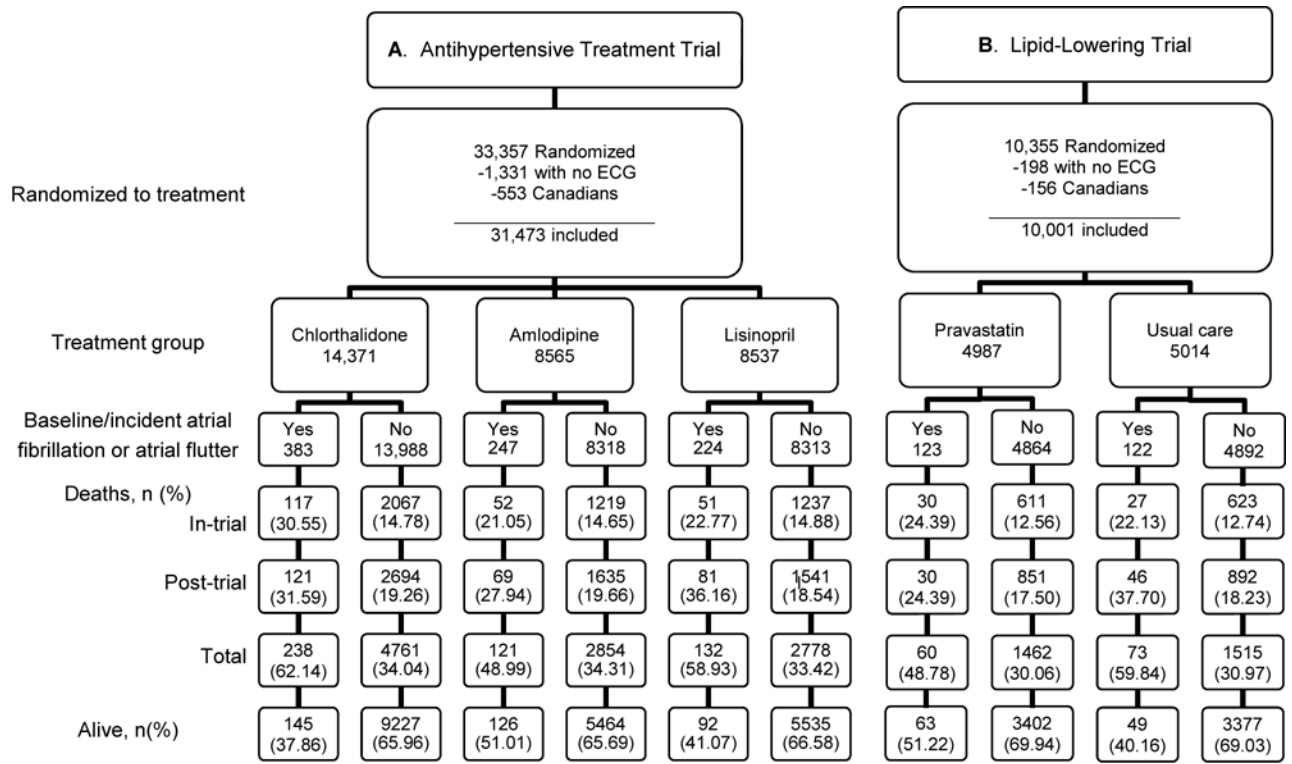 A. Antihypertensive Treatment Trial
B. Lipid-Lowering Trial
Randomized to treatment
33,357 Randomized
-1,331 with no ECG
-553 Canadians
31,473 included
10,355 Randomized
-198 with no ECG
-156 Canadians
10,001 included
Treatment group
Chlorthalidone
14,371
Amlodipine
8565
Lisinopril
8537
Pravastatin
4987
Usual care
5014
Baseline/incident atrial
fibrillation or atrial flutter
Yes
383
No
13,988
Yes
247
No
8318
Yes
224
No
8313
Yes
123
No
4864
Yes
122
No
4892
Deaths, n (%)
In-trial
117
(30.55)
2067
(14.78)
52
(21.05)
1219
(14.65)
51
(22.77)
1237
(14.88)
30
(24.39)
611
(12.56)
27
(22.13)
623
(12.74)
Post-trial
121
(31.59)
2694
(19.26)
69
(27.94)
1635
(19.66)
81
(36.16)
1541
(18.54)
30
(24.39)
851
(17.50)
46
(37.70)
892
(18.23)
Total
238
(62.14)
4761
(34.04)
121
(48.99)
2854
(34.31)
132
(58.93)
2778
(33.42)
60
(48.78)
1462
(30.06)
73
(59.84)
1515
(30.97)
Alive, n(%)
145
(37.86)
9227
(65.96)
126
(51.01)
5464
(65.69)
92
(41.07)
5535
(66.58)
63
(51.22)
3402
(69.94)
49
(40.16)
3377
(69.03)